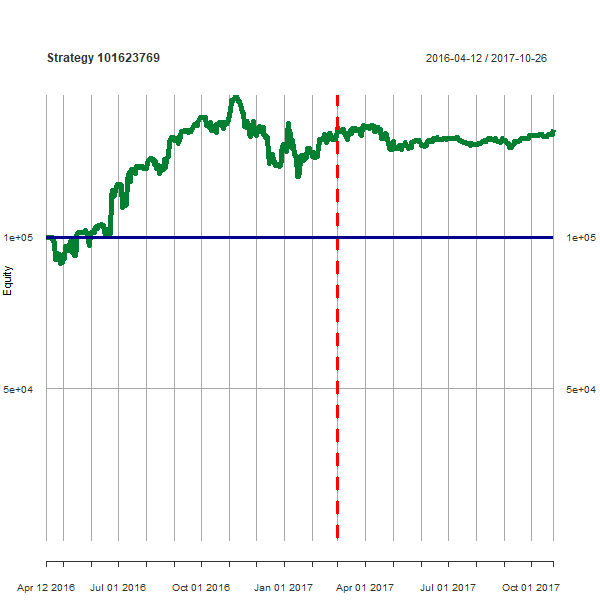 Strategy 101623769
2016-04-12 / 2017-10-26
1e+05
1e+05
Equity
5e+04
5e+04
Apr 12 2016
Jul 01 2016
Oct 01 2016
Jan 01 2017
Apr 01 2017
Jul 01 2017
Oct 01 2017